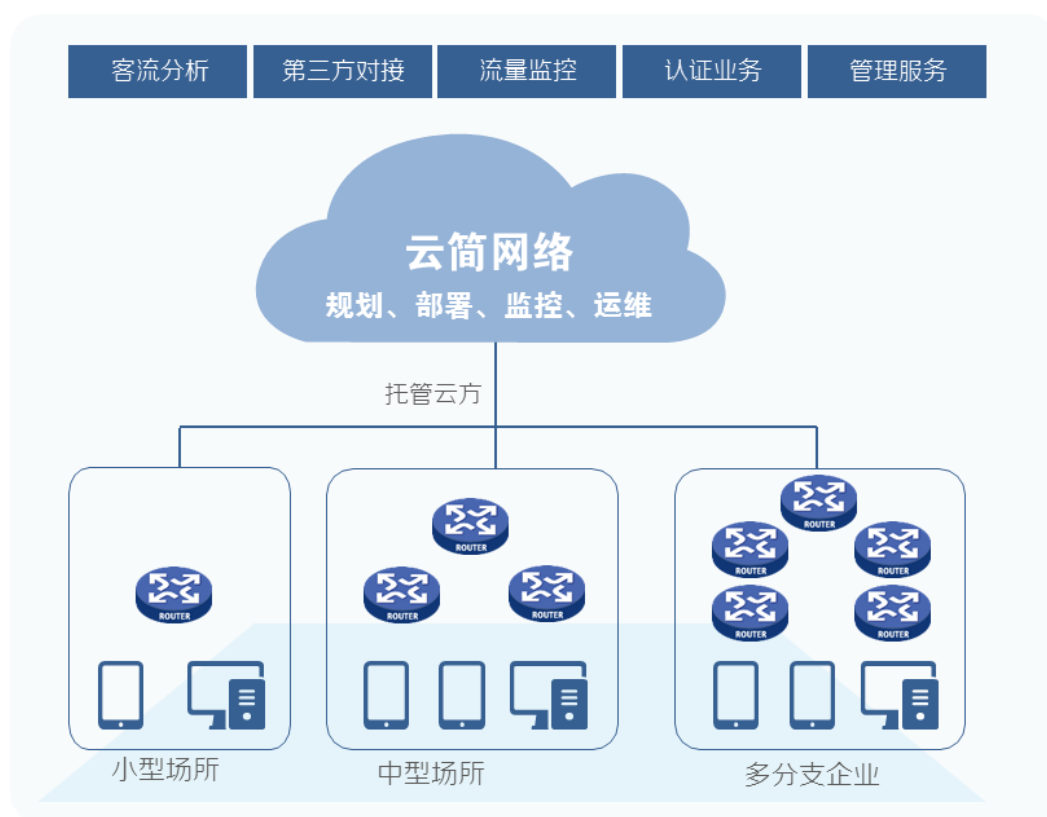 客流分析 第三方对接 流量监控 认证业务 管理服务
云简网络
规划、部署、监控、运维
托管云方
ROUTER
ROUTER
ROUTER
ROUTER
ROUTER
ROUTER
ROUTER
ROUTER
ROUTER
小型场所 中型场所 多分支企业